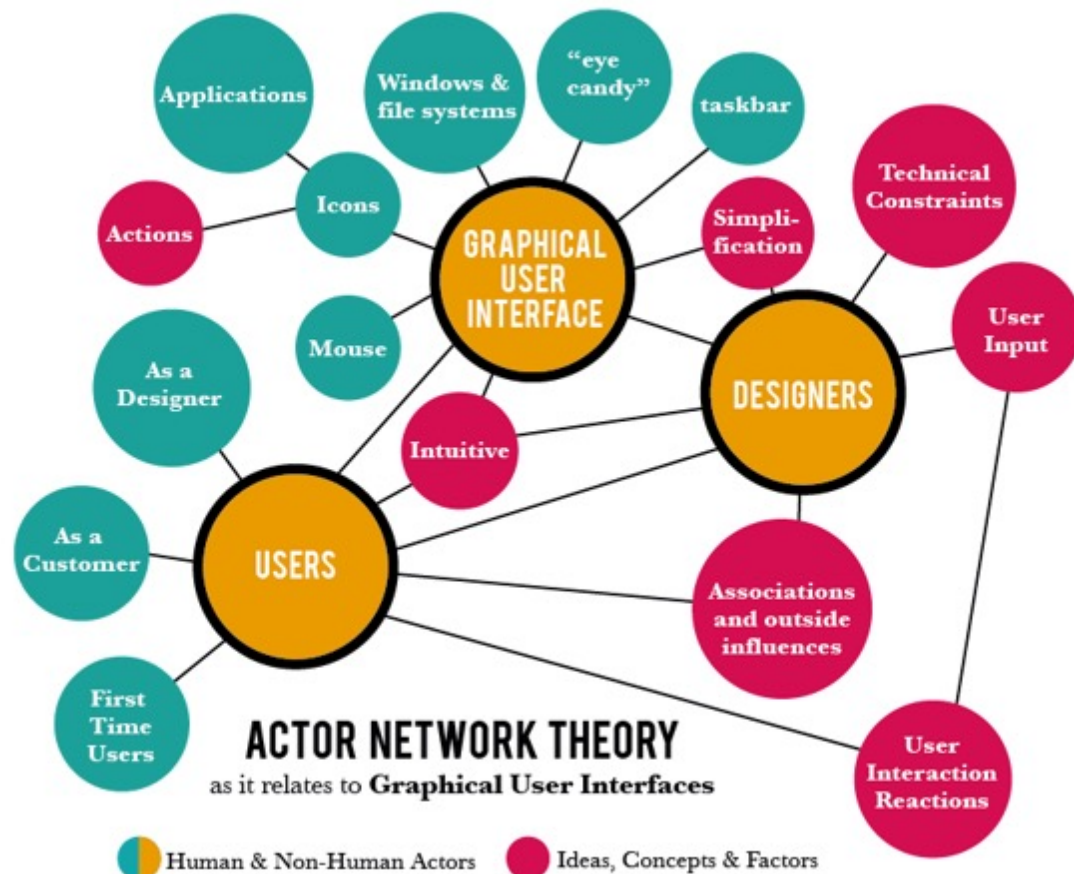 Applications
Windows &
file systems
“eye
candy”
taskbar
Technical
Constraints
Actions
Icons
GRAPHICAL
USER
INTERFACE
Simpli-
fication
User
Input
Mouse
As a
Designer
DESIGNERS
Intuitive
As a
Customer
USERS
Associations
and outside
influences
First
Time
Users
User
Interaction
Reactions
ACTOR NETWORK THEORY
as it relates to Graphical User Interfaces
Human & Non-Human Actors
Ideas, Concepts & Factors